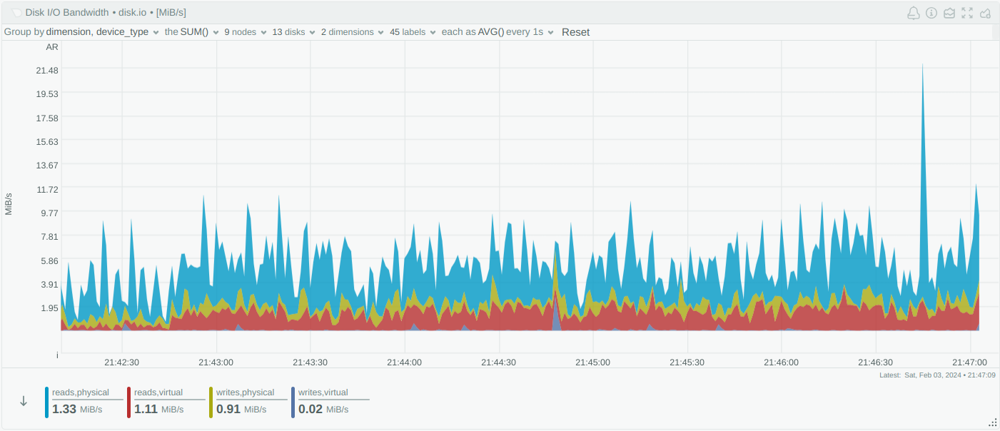 Disk I/O Bandwidth • disk.io • [MiB/s]
Group by dimension, device_type the SUM() 9 nodes 13 disks 2 dimensions 45 labels each as AVG() every 1s Reset
AR
21.48
19.53
17.58
15.63
13.67
11.72
9.77
7.81
5.86
3.91
1.95
i
MiB/s
21:42:30 21:43:00 21:43:30 21:44:00 21:44:30 21:45:00 21:45:30 21:46:00 21:46:30 21:47:00
Latest: Sat, Feb 03, 2024 • 21:47:09
reads,physical reads,virtual writes,physical writes,virtual
1.33 MiB/s 1.11 MiB/s 0.91 MiB/s 0.02 MiB/s